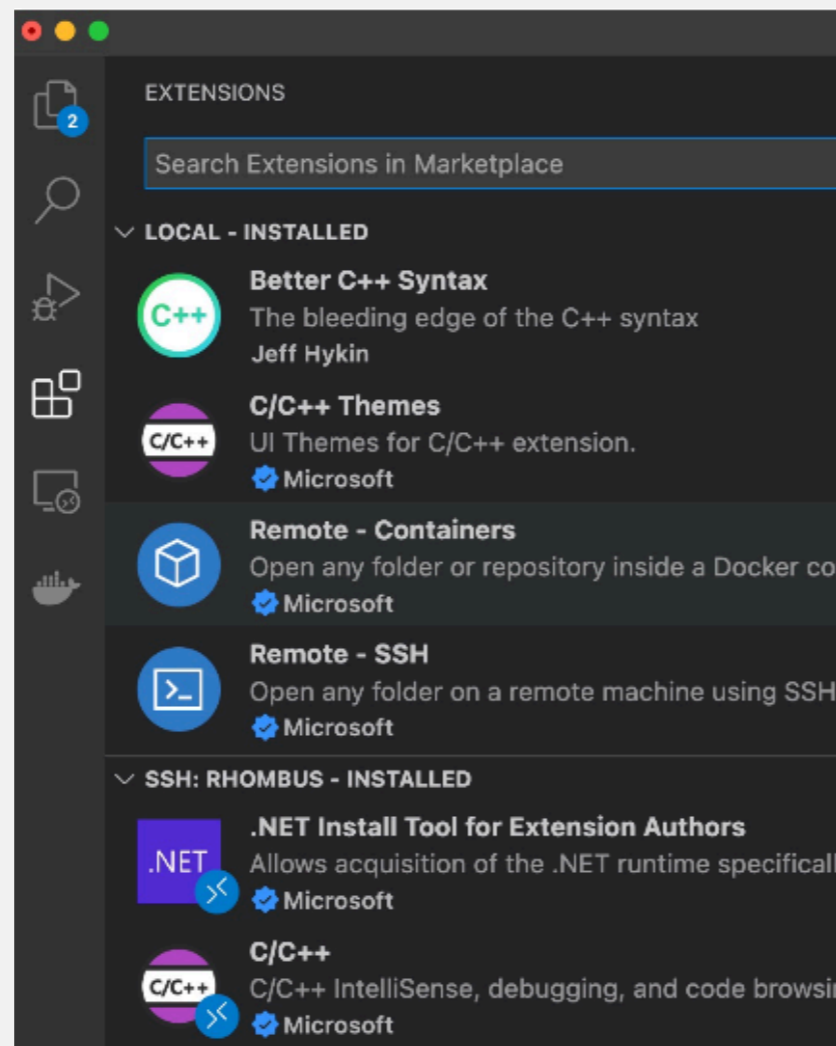 2
EXTENSIONS
Search Extensions in Marketplace
LOCAL - INSTALLED
C++
Better C++ Syntax
The bleeding edge of the C++ syntax
Jeff Hykin
C/C++
C/C++ Themes
UI Themes for C/C++ extension.
Microsoft
Remote - Containers
Open any folder or repository inside a Docker co
Microsoft
Remote - SSH
Open any folder on a remote machine using SSH
Microsoft
SSH: RHOMBUS - INSTALLED
.NET
.NET Install Tool for Extension Authors
Allows acquisition of the .NET runtime specificall
Microsoft
C/C++
C/C++
C/C++ IntelliSense, debugging, and code browsin
Microsoft